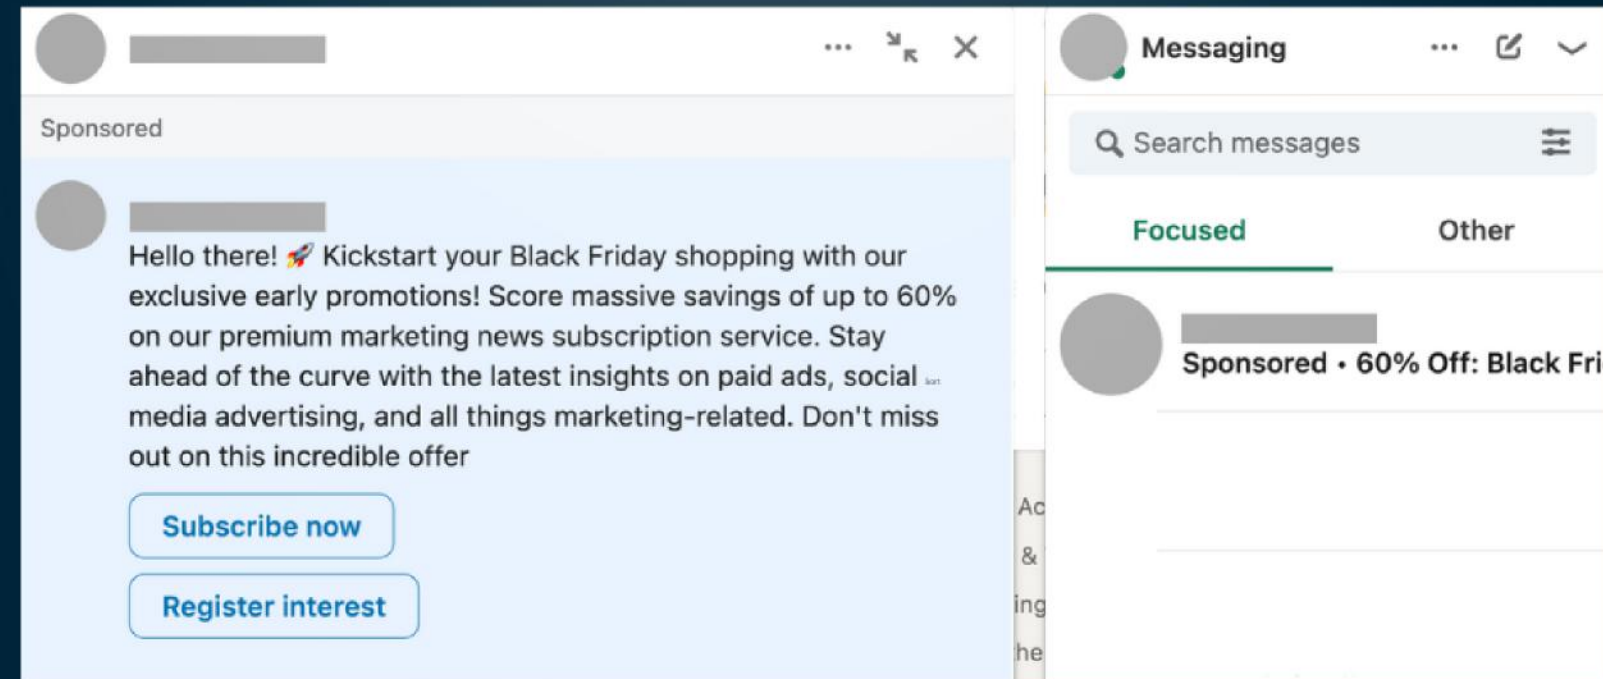 Sponsored
Hello there! 🚀 Kickstart your Black Friday shopping with our
exclusive early promotions! Score massive savings of up to 60%
on our premium marketing news subscription service. Stay
ahead of the curve with the latest insights on paid ads, social
media advertising, and all things marketing-related. Don't miss
out on this incredible offer
Subscribe now
Register interest
Ac
&
ing
he
Messaging
Search messages
Focused Other
Sponsored • 60% Off: Black Fri